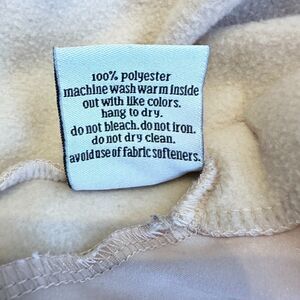 100% polyester
machine wash warm inside
out with like colors.
hang to dry.
do not bleach.do not iron.
do not dry clean.
avoid use of fabric softeners.